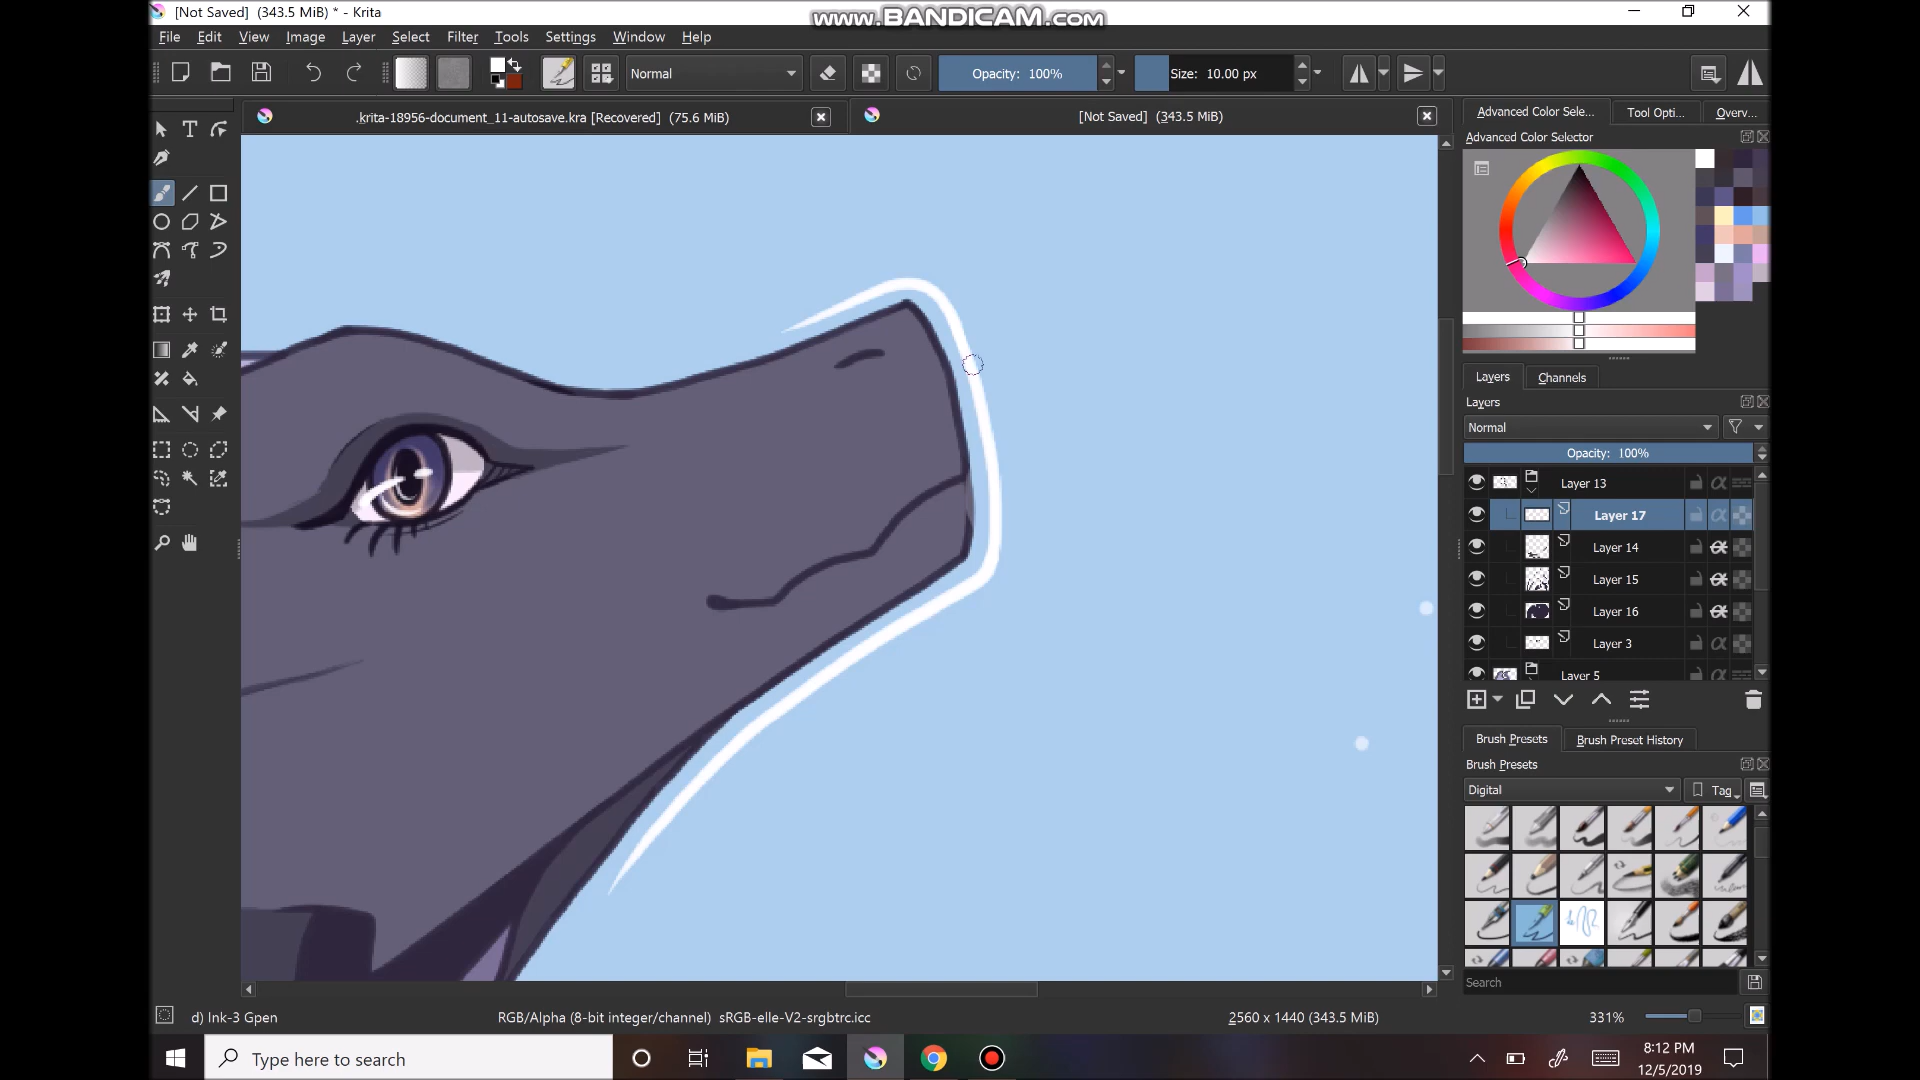 [Not Saved]  (343.5 MiB) * - Krita
www.BANDICAM.com
File Edit View Image Layer Select Filter Tools Settings Window Help
Normal
Opacity: 100%
Size: 10.00 px
.krita-18956-document_11-autosave.kra [Recovered]  (75.6 MiB)
[Not Saved]  (343.5 MiB)
Advanced Color Sele...
Tool Opti...
Overv...
Advanced Color Selector
Layers
Channels
Layers
Normal
Opacity:  100%
Layer 13
Layer 17
Layer 14
Layer 15
Layer 16
Layer 3
Layer 5
Brush Presets
Brush Preset History
Brush Presets
Digital
Tag
Search
d) Ink-3 Gpen
RGB/Alpha (8-bit integer/channel)  sRGB-elle-V2-srgbtrc.icc
2560 x 1440 (343.5 MiB)
331%
Type here to search
8:12 PM
12/5/2019